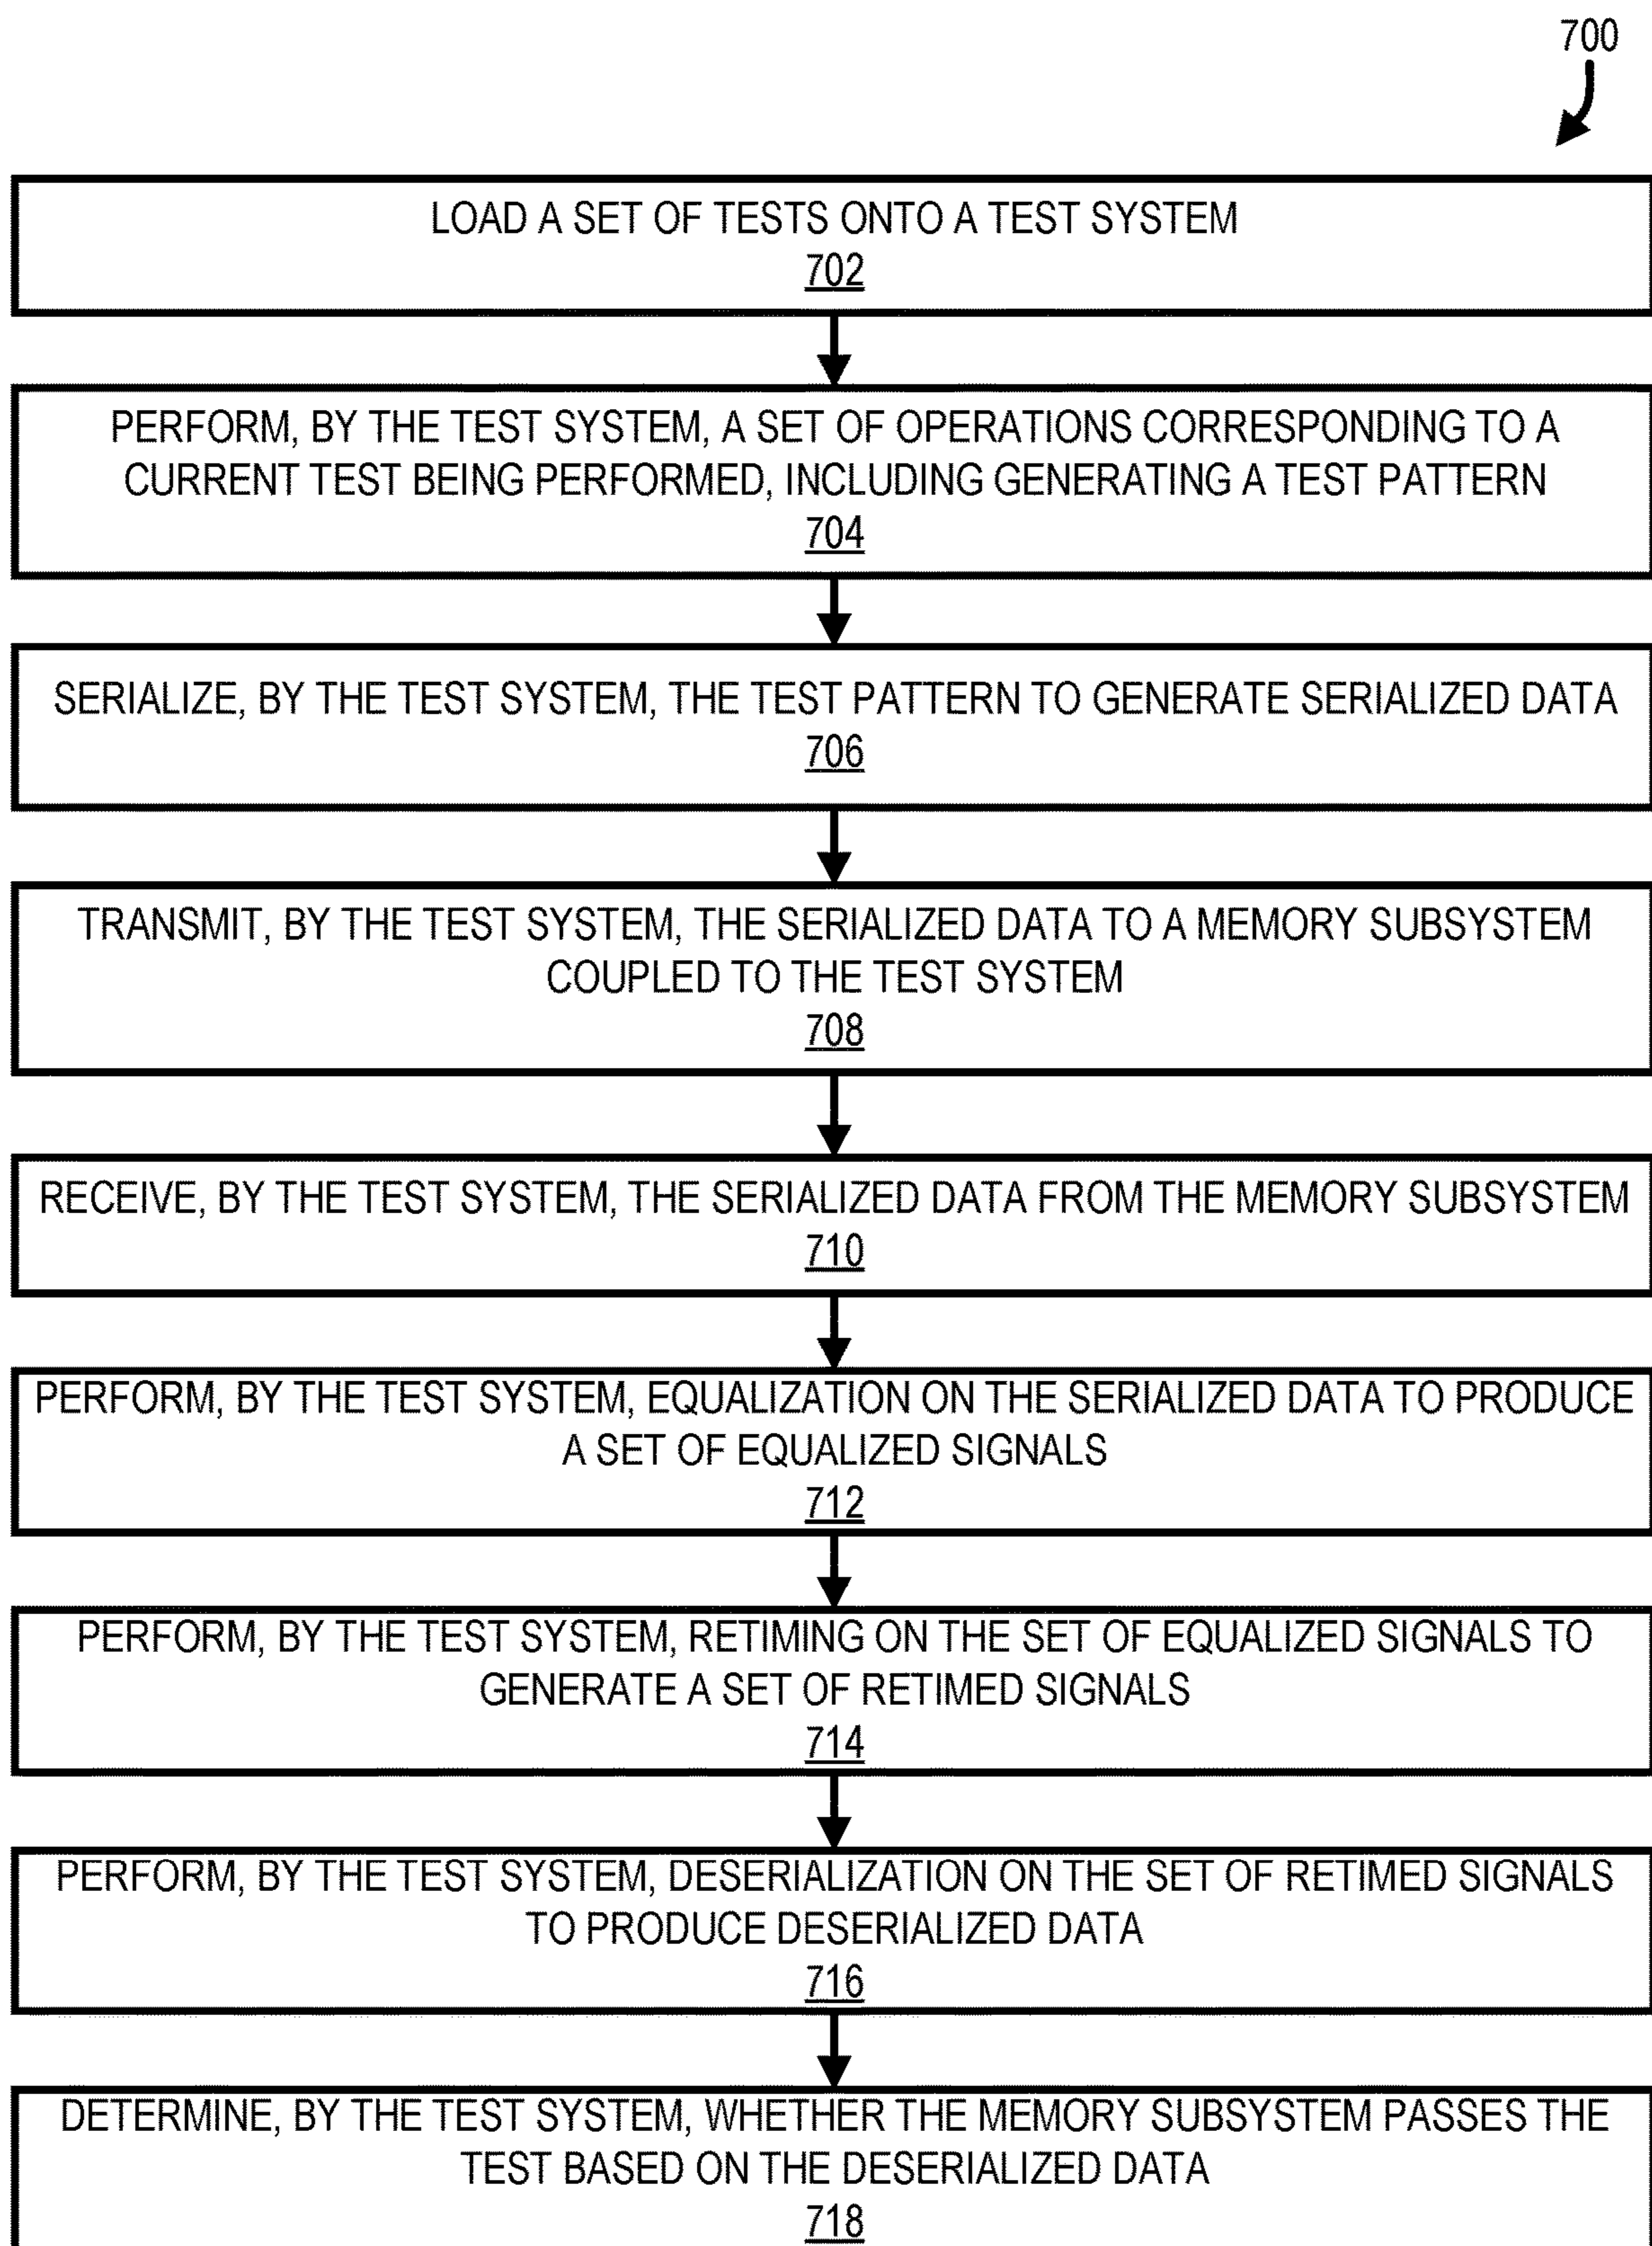 700
LOAD A SET OF TESTS ONTO A TEST SYSTEM
702
PERFORM, BY THE TEST SYSTEM, A SET OF OPERATIONS CORRESPONDING TO A
CURRENT TEST BEING PERFORMED, INCLUDING GENERATING A TEST PATTERN
704
SERIALIZE, BY THE TEST SYSTEM, THE TEST PATTERN TO GENERATE SERIALIZED DATA
706
TRANSMIT, BY THE TEST SYSTEM, THE SERIALIZED DATA TO A MEMORY SUBSYSTEM
COUPLED TO THE TEST SYSTEM
708
RECEIVE, BY THE TEST SYSTEM, THE SERIALIZED DATA FROM THE MEMORY SUBSYSTEM
710
PERFORM, BY THE TEST SYSTEM, EQUALIZATION ON THE SERIALIZED DATA TO PRODUCE
A SET OF EQUALIZED SIGNALS
712
PERFORM, BY THE TEST SYSTEM, RETIMING ON THE SET OF EQUALIZED SIGNALS TO
GENERATE A SET OF RETIMED SIGNALS
714
PERFORM, BY THE TEST SYSTEM, DESERIALIZATION ON THE SET OF RETIMED SIGNALS
TO PRODUCE DESERIALIZED DATA
716
DETERMINE, BY THE TEST SYSTEM, WHETHER THE MEMORY SUBSYSTEM PASSES THE
TEST BASED ON THE DESERIALIZED DATA
718